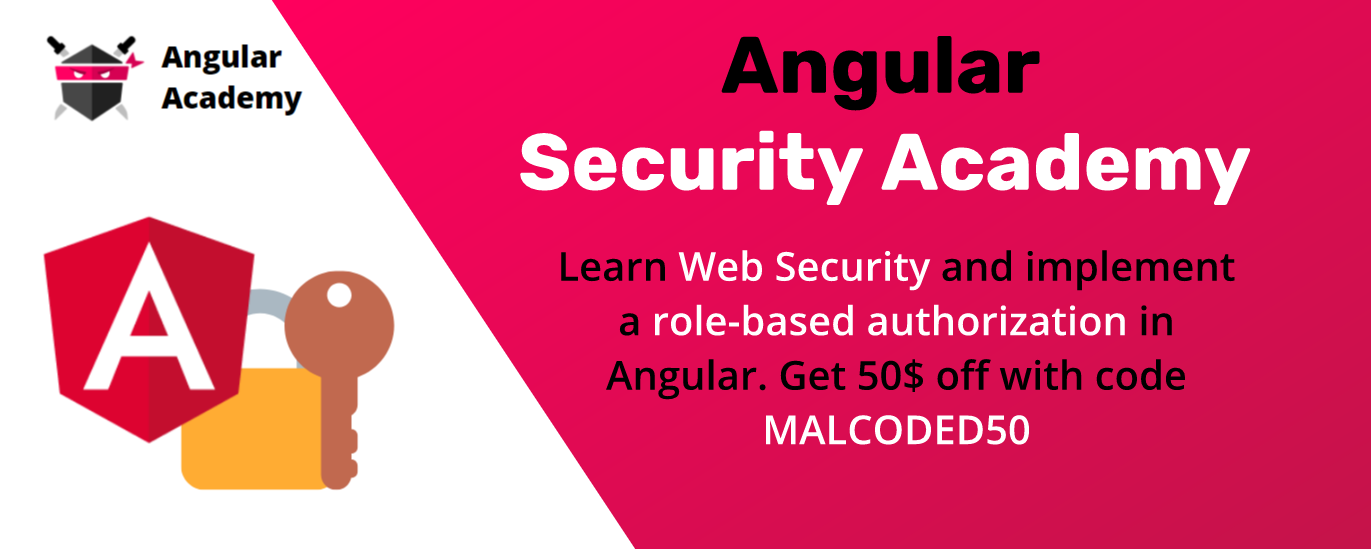 Angular
Academy
Angular
Security Academy
Learn Web Security and implement
a role-based authorization in
Angular. Get 50$ off with code
MALCODED50
A